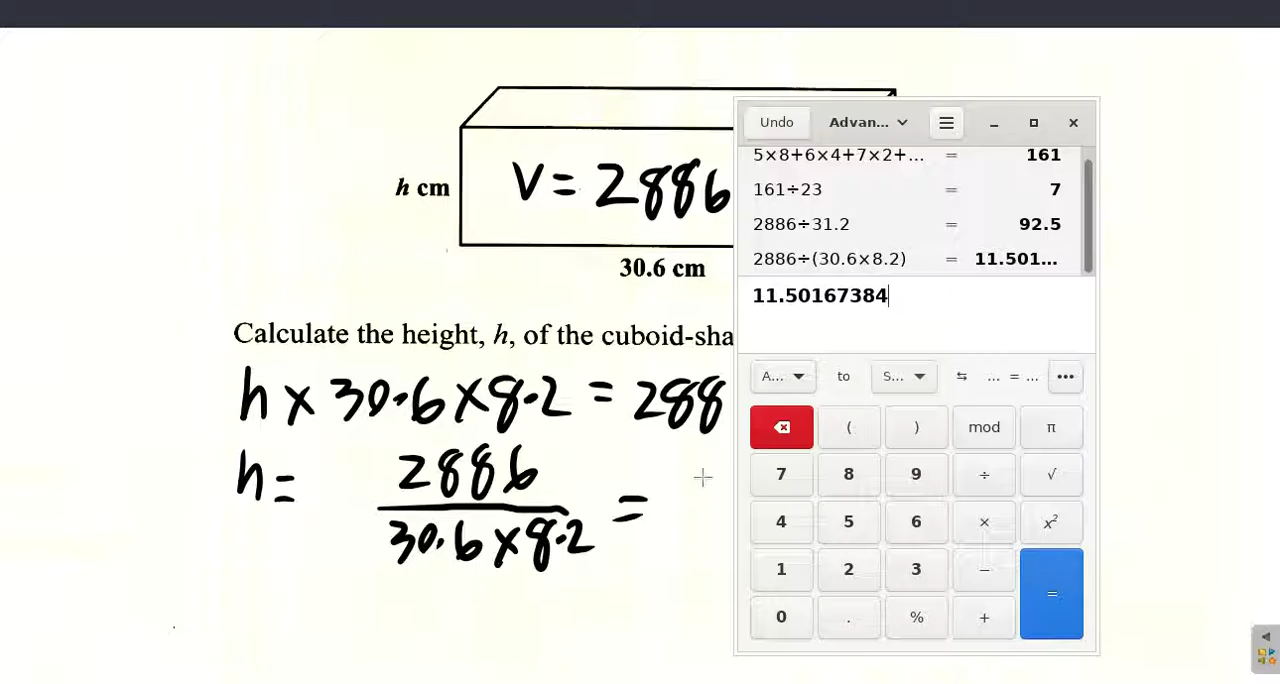 Undo
Advan...
5×8+6×4+7×2+... = 161
161÷23 = 7
2886÷31.2 = 92.5
2886÷(30.6×8.2) = 11.501...
11.50167384
A... to S... ... = ...
( ) mod π
7 8 9 ÷ √
4 5 6 × x²
1 2 3 −
0 . % + =
h cm
V = 2886
30.6 cm
Calculate the height, h, of the cuboid-sha
h × 30.6 × 8.2 = 288
h = 2886
30.6 × 8.2 =